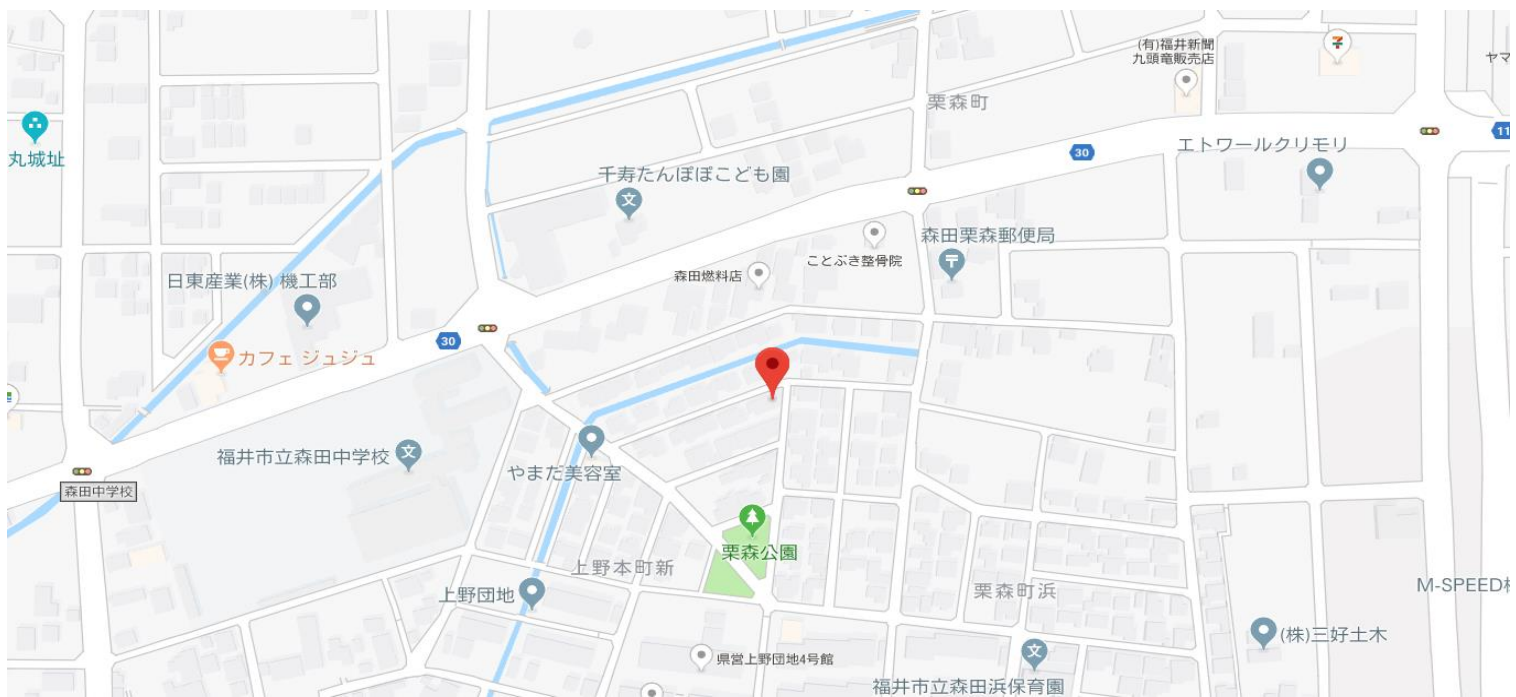 (有)福井新聞
九頭竜販売店
ヤマ
栗森町
11
丸城址
30
エトワールクリモリ
千寿たんぽぽこども園
文
森田栗森郵便局
ことぶき整骨院
森田燃料店
日東産業(株) 機工部
30
カフェ ジュジュ
福井市立森田中学校
文
やまだ美容室
森田中学校
栗森公園
上野本町新
上野団地
栗森町浜
M-SPEED
(株)三好土木
県営上野団地4号館
文
福井市立森田浜保育園